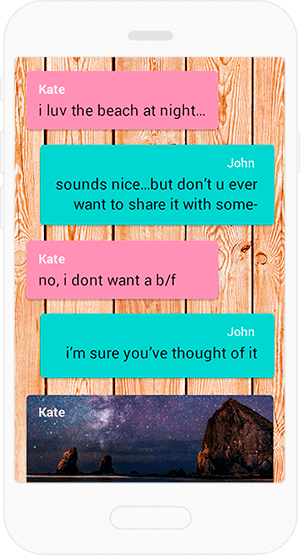 Kate
i luv the beach at night...
John
sounds nice...but don't u ever
want to share it with some-
Kate
no, i dont want a b/f
John
i'm sure you've thought of it
Kate